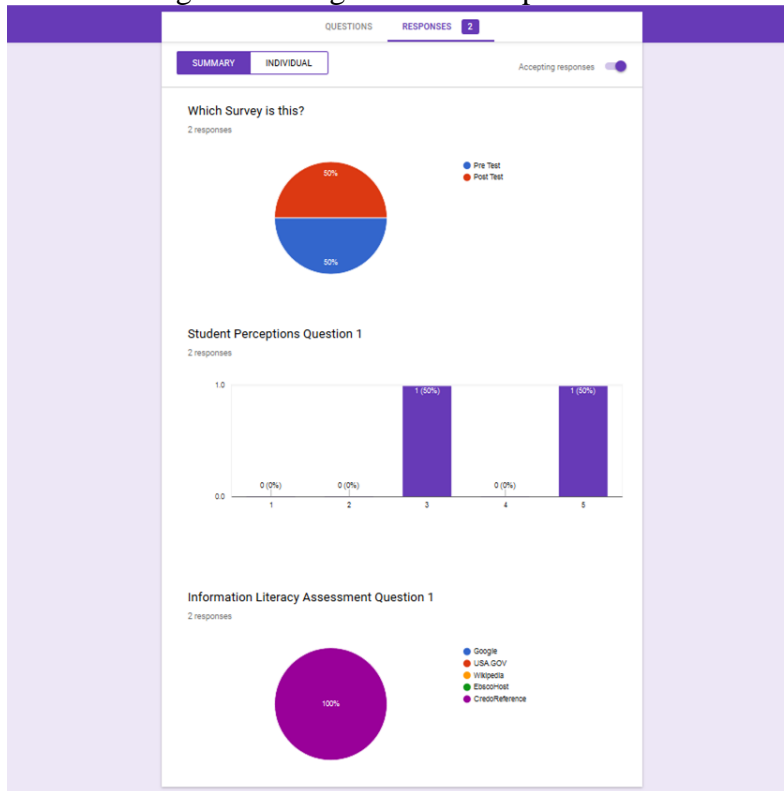 QUESTIONS RESPONSES 2
SUMMARY INDIVIDUAL Accepting responses
Which Survey is this?
2 responses
50%
50%
Pre Test
Post Test
Student Perceptions Question 1
2 responses
1.0
1 (50%) 1 (50%)
0 (0%) 0 (0%) 0 (0%)
0.0
1 2 3 4 5
Information Literacy Assessment Question 1
2 responses
100%
Google
USA.GOV
Wikipedia
EbscoHost
CredoReference